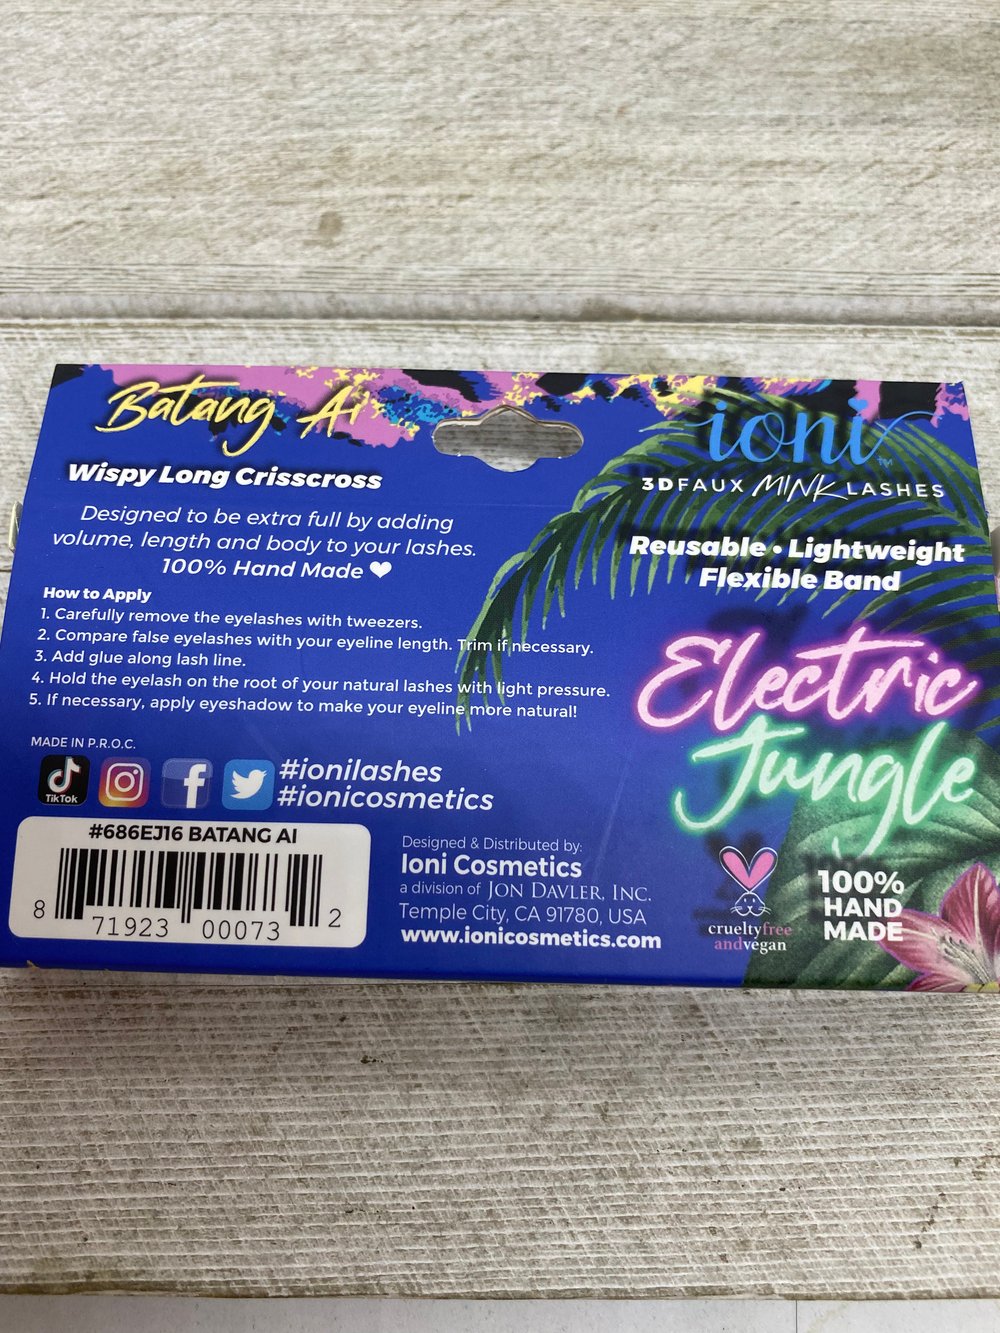 Batang Ai
Wispy Long Crisscross
Designed to be extra full by adding
volume, length and body to your lashes.
100% Hand Made ♥
How to Apply
1. Carefully remove the eyelashes with tweezers.
2. Compare false eyelashes with your eyeline length. Trim if necessary.
3. Add glue along lash line.
4. Hold the eyelash on the root of your natural lashes with light pressure.
5. If necessary, apply eyeshadow to make your eyeline more natural!
MADE IN P.R.O.C.
TikTok
#ionilashes
#ionicosmetics
#686EJ16 BATANG AI
8 71923 00073 2
Designed & Distributed by:
Ioni Cosmetics
a division of JON DAVLER, INC.
Temple City, CA 91780, USA
www.ionicosmetics.com
ioni™
3D FAUX MINK LASHES
Reusable • Lightweight
Flexible Band
Electric
Jungle
crueltyfree
andvegan
100%
HAND
MADE